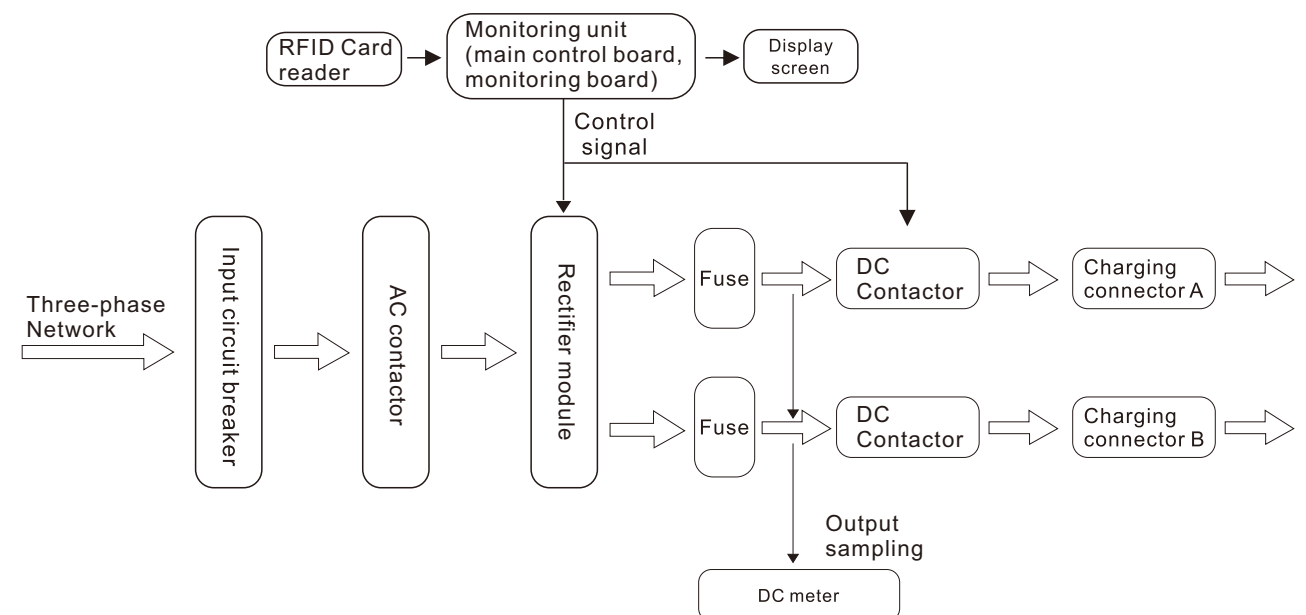 RFID Card
reader
Monitoring unit
(main control board,
monitoring board)
Display
screen
Control
signal
Three-phase
Network
Input circuit breaker
AC contactor
Rectifier module
Fuse
DC
Contactor
Charging
connector A
Fuse
DC
Contactor
Charging
connector B
Output
sampling
DC meter